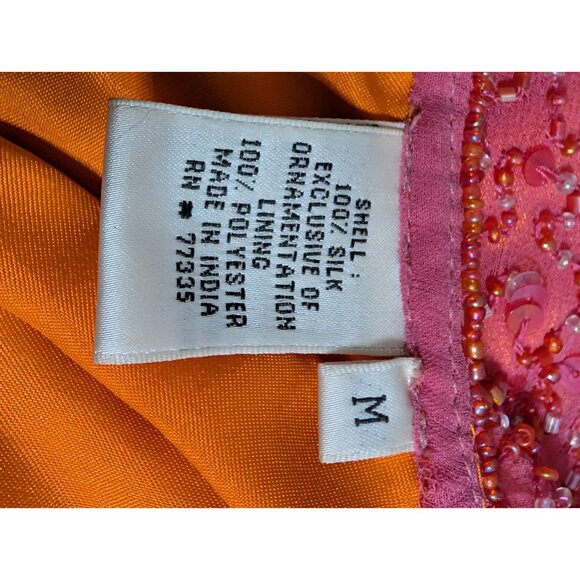 SHELL :
100% SILK
EXCLUSIVE OF
ORNAMENTATION
LINING
100% POLYESTER
MADE IN INDIA
RN # 77335
M